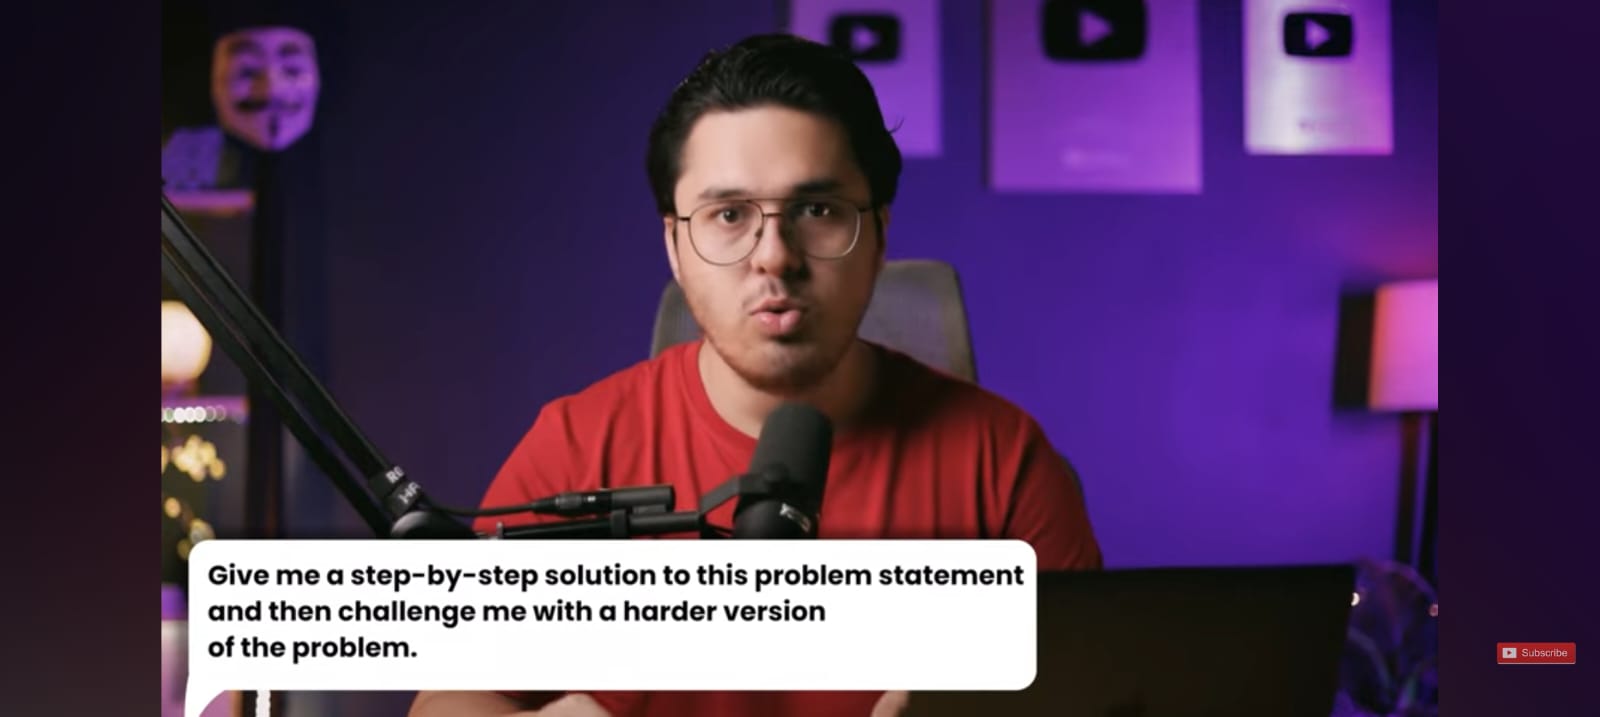 Give me a step-by-step solution to this problem statement
and then challenge me with a harder version
of the problem.
Subscribe